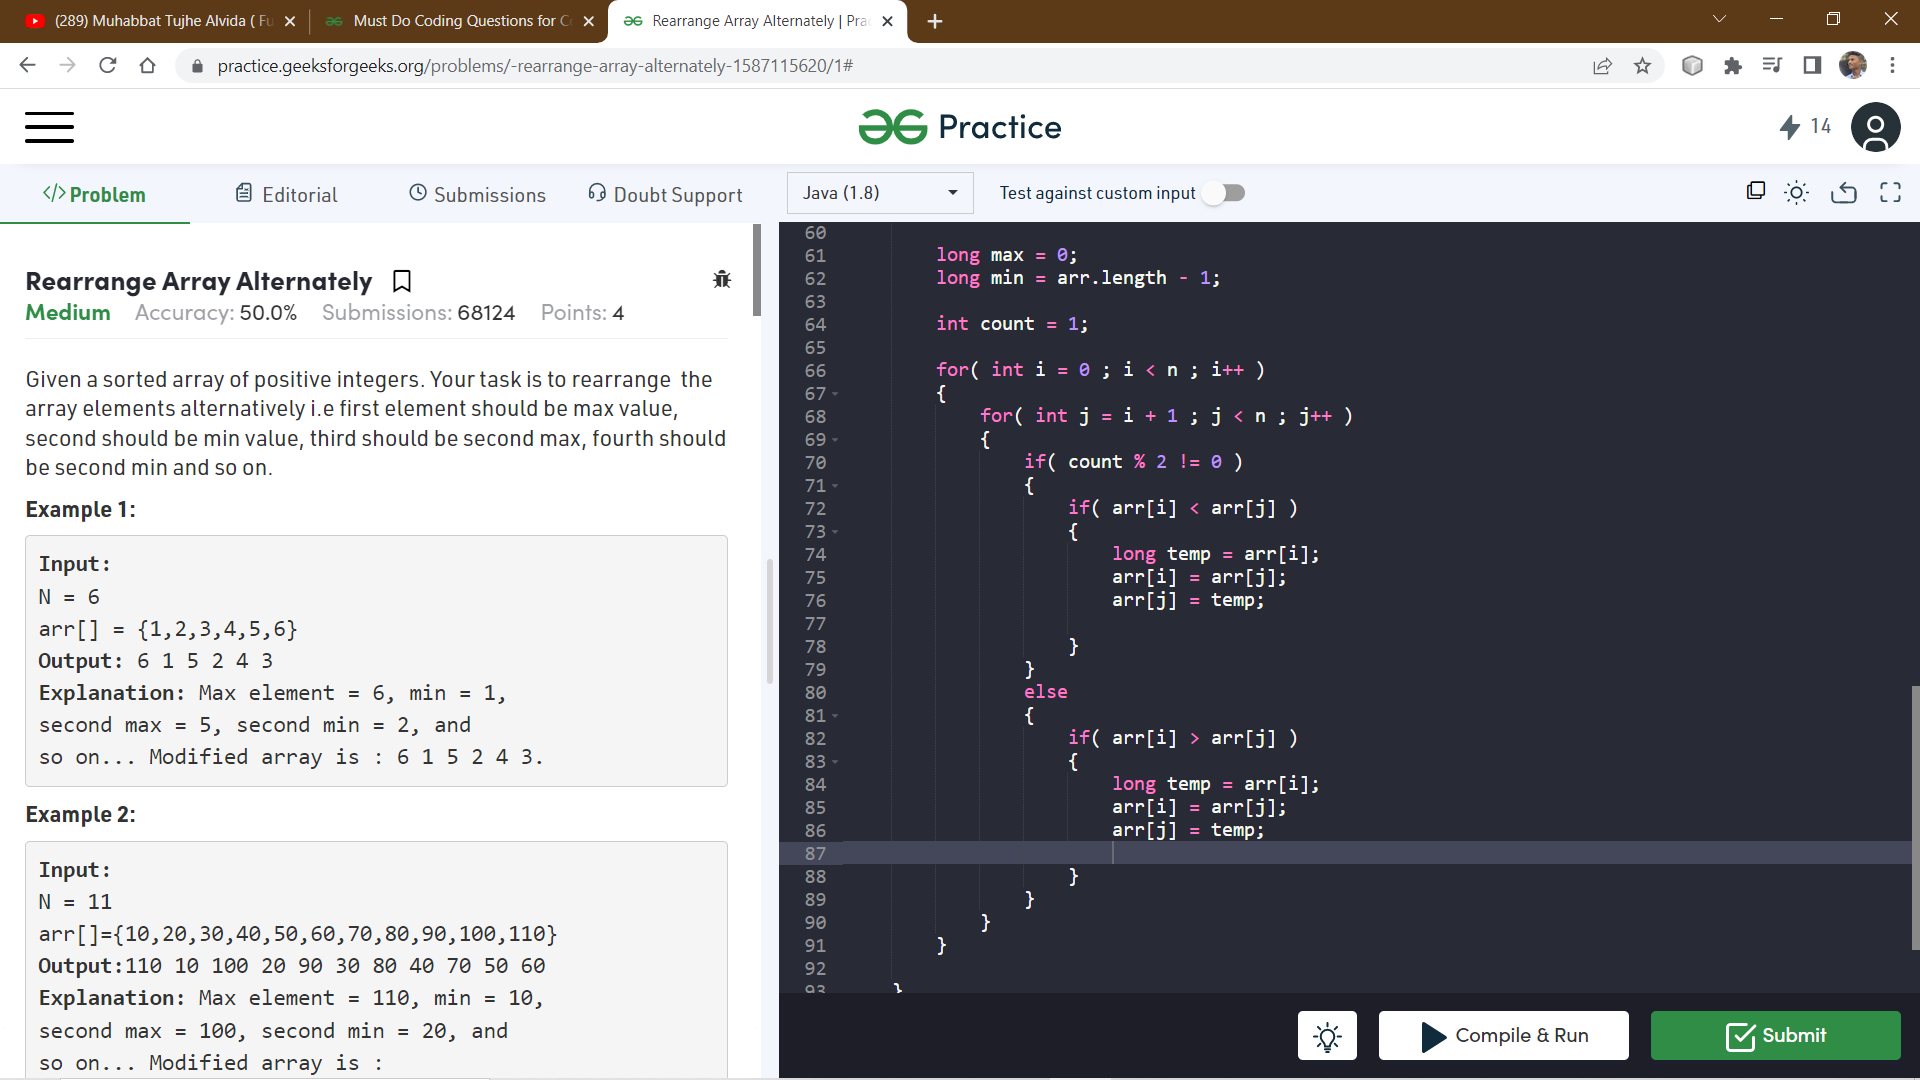 (289) Muhabbat Tujhe Alvida ( Fu
Must Do Coding Questions for C
Rearrange Array Alternately | Pra
practice.geeksforgeeks.org/problems/-rearrange-array-alternately-1587115620/1#
Practice
14
</> Problem
Editorial
Submissions
Doubt Support
Java (1.8)
Test against custom input
Rearrange Array Alternately
Medium Accuracy: 50.0% Submissions: 68124 Points: 4
Given a sorted array of positive integers. Your task is to rearrange the
array elements alternatively i.e first element should be max value,
second should be min value, third should be second max, fourth should
be second min and so on.
Example 1:
Input:
N = 6
arr[] = {1,2,3,4,5,6}
Output: 6 1 5 2 4 3
Explanation: Max element = 6, min = 1,
second max = 5, second min = 2, and
so on... Modified array is : 6 1 5 2 4 3.
Example 2:
Input:
N = 11
arr[]={10,20,30,40,50,60,70,80,90,100,110}
Output:110 10 100 20 90 30 80 40 70 50 60
Explanation: Max element = 110, min = 10,
second max = 100, second min = 20, and
so on... Modified array is :
60
61 long max = 0;
62 long min = arr.length - 1;
63
64 int count = 1;
65
66 for( int i = 0 ; i < n ; i++ )
67 {
68 for( int j = i + 1 ; j < n ; j++ )
69 {
70 if( count % 2 != 0 )
71 {
72 if( arr[i] < arr[j] )
73 {
74 long temp = arr[i];
75 arr[i] = arr[j];
76 arr[j] = temp;
77
78 }
79 }
80 else
81 {
82 if( arr[i] > arr[j] )
83 {
84 long temp = arr[i];
85 arr[i] = arr[j];
86 arr[j] = temp;
87
88 }
89 }
90 }
91 }
92
93 }
Compile & Run
Submit